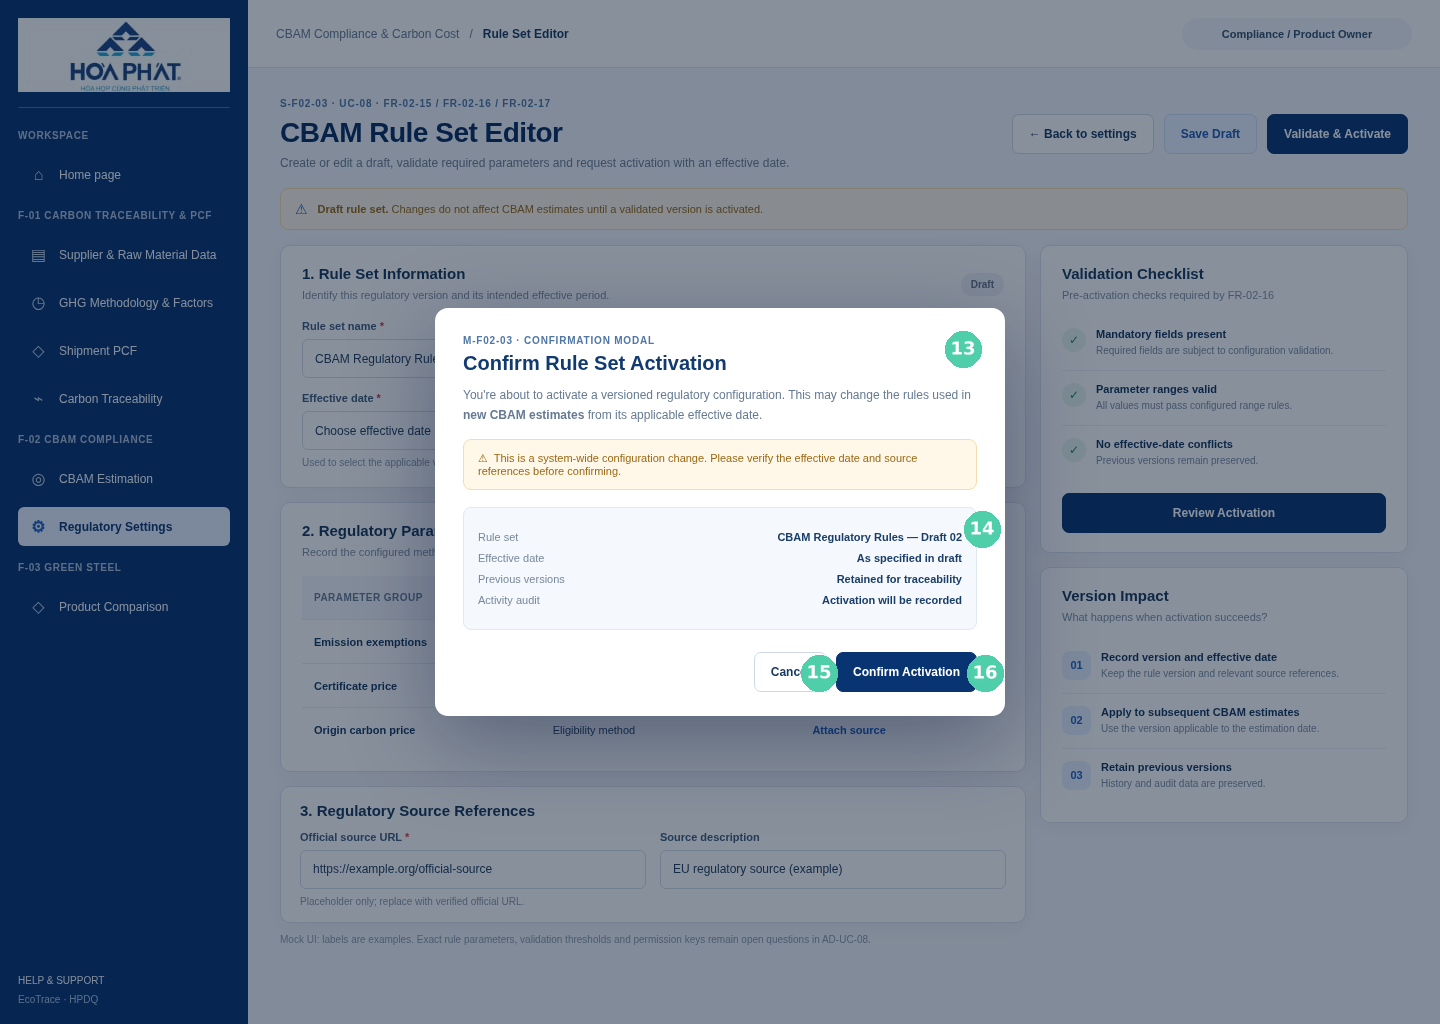 HÒA PHÁT
HÒA HỢP CÙNG PHÁT TRIỂN
WORKSPACE
Home page
F-01 CARBON TRACEABILITY & PCF
Supplier & Raw Material Data
GHG Methodology & Factors
Shipment PCF
Carbon Traceability
F-02 CBAM COMPLIANCE
CBAM Estimation
Regulatory Settings
F-03 GREEN STEEL
Product Comparison
HELP & SUPPORT
EcoTrace · HPDQ
CBAM Compliance & Carbon Cost / Rule Set Editor
Compliance / Product Owner
S-F02-03 · UC-08 · FR-02-15 / FR-02-16 / FR-02-17
CBAM Rule Set Editor
Create or edit a draft, validate required parameters and request activation with an effective date.
← Back to settings
Save Draft
Validate & Activate
⚠ Draft rule set. Changes do not affect CBAM estimates until a validated version is activated.
1. Rule Set Information
Identify this regulatory version and its intended effective period.
Draft
Rule set name *
CBAM Regulatory Rule
Effective date *
Choose effective date
Used to select the applicable
2. Regulatory Para
Record the configured meth
PARAMETER GROUP
Emission exemptions
Certificate price
Origin carbon price
Eligibility method
Attach source
3. Regulatory Source References
Official source URL *
https://example.org/official-source
Placeholder only; replace with verified official URL.
Source description
EU regulatory source (example)
Mock UI: labels are examples. Exact rule parameters, validation thresholds and permission keys remain open questions in AD-UC-08.
M-F02-03 · CONFIRMATION MODAL
13
Confirm Rule Set Activation
You're about to activate a versioned regulatory configuration. This may change the rules used in
new CBAM estimates from its applicable effective date.
⚠ This is a system-wide configuration change. Please verify the effective date and source
references before confirming.
14
Rule set CBAM Regulatory Rules — Draft 02
Effective date As specified in draft
Previous versions Retained for traceability
Activity audit Activation will be recorded
Canc
15
Confirm Activation
16
Validation Checklist
Pre-activation checks required by FR-02-16
✓ Mandatory fields present
Required fields are subject to configuration validation.
✓ Parameter ranges valid
All values must pass configured range rules.
✓ No effective-date conflicts
Previous versions remain preserved.
Review Activation
Version Impact
What happens when activation succeeds?
01 Record version and effective date
Keep the rule version and relevant source references.
02 Apply to subsequent CBAM estimates
Use the version applicable to the estimation date.
03 Retain previous versions
History and audit data are preserved.